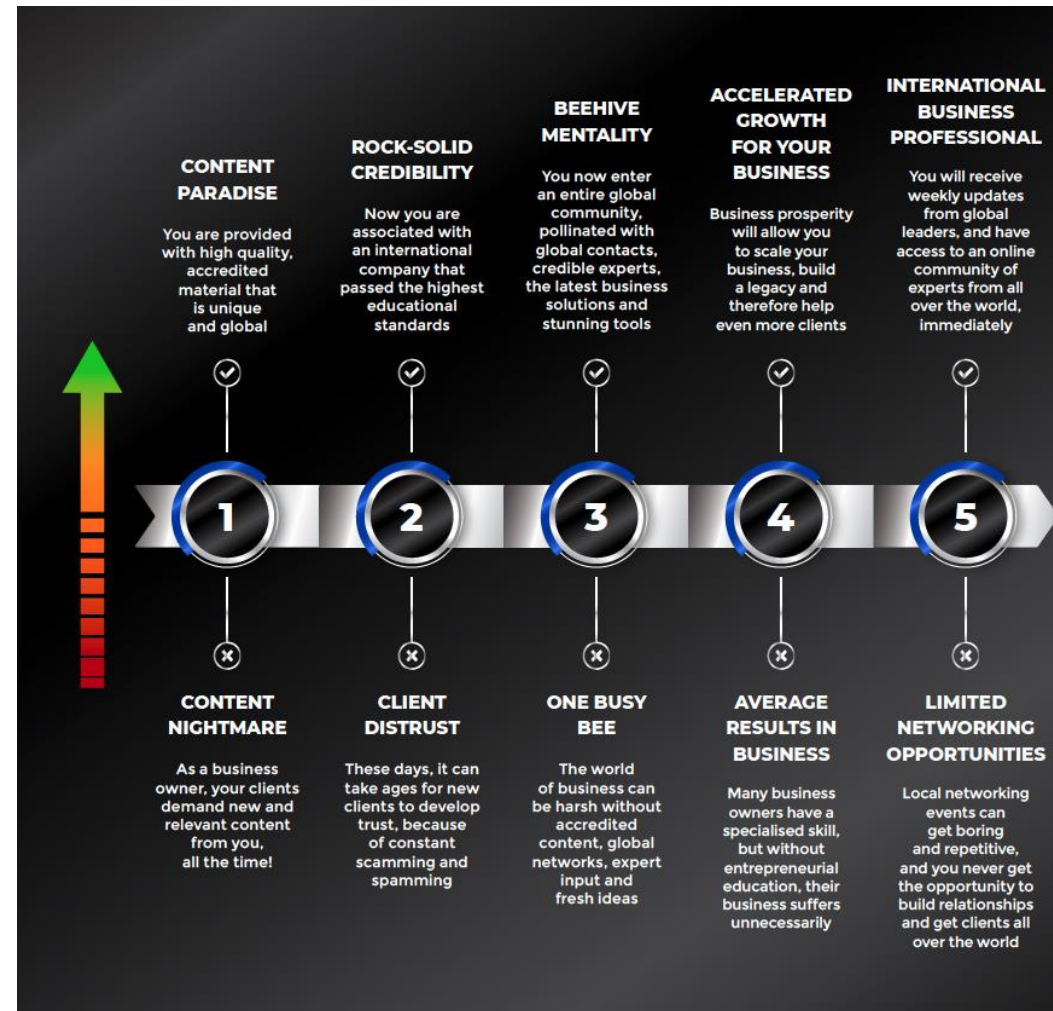 CONTENT
PARADISE
You are provided
with high quality,
accredited
material that
is unique
and global
ROCK-SOLID
CREDIBILITY
Now you are
associated with
an international
company that
passed the highest
educational
standards
BEEHIVE
MENTALITY
You now enter
an entire global
community,
pollinated with
global contacts,
credible experts,
the latest business
solutions and
stunning tools
ACCELERATED
GROWTH
FOR YOUR
BUSINESS
Business prosperity
will allow you
to scale your
business, build
a legacy and
therefore help
even more clients
INTERNATIONAL
BUSINESS
PROFESSIONAL
You will receive
weekly updates
from global
leaders, and have
access to an online
community of
experts from all
over the world,
immediately
1
2
3
4
5
CONTENT
NIGHTMARE
As a business
owner, your clients
demand new and
relevant content
from you,
all the time!
CLIENT
DISTRUST
These days, it can
take ages for new
clients to develop
trust, because
of constant
scamming and
spamming
ONE BUSY
BEE
The world
of business can
be harsh without
accredited
content, global
networks, expert
input and
fresh ideas
AVERAGE
RESULTS IN
BUSINESS
Many business
owners have a
specialised skill,
but without
entrepreneurial
education, their
business suffers
unnecessarily
LIMITED
NETWORKING
OPPORTUNITIES
Local networking
events can
get boring
and repetitive,
and you never get
the opportunity to
build relationships
and get clients all
over the world